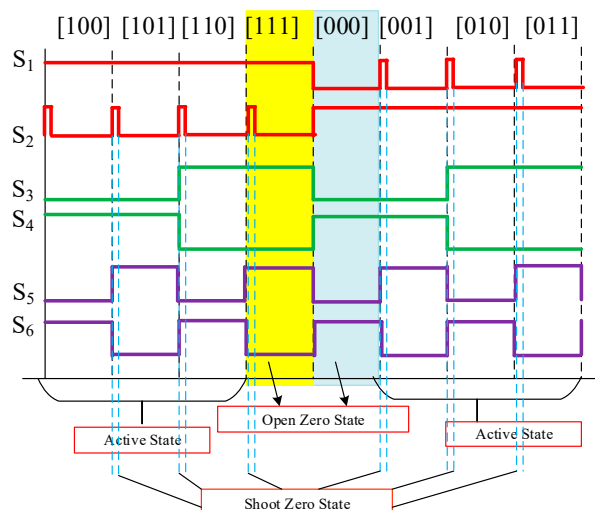 [100] [101] [110] [111] [000] [001] [010] [011]
S1
S2
S3
S4
S5
S6
Open Zero State
Active State
Active State
Shoot Zero State